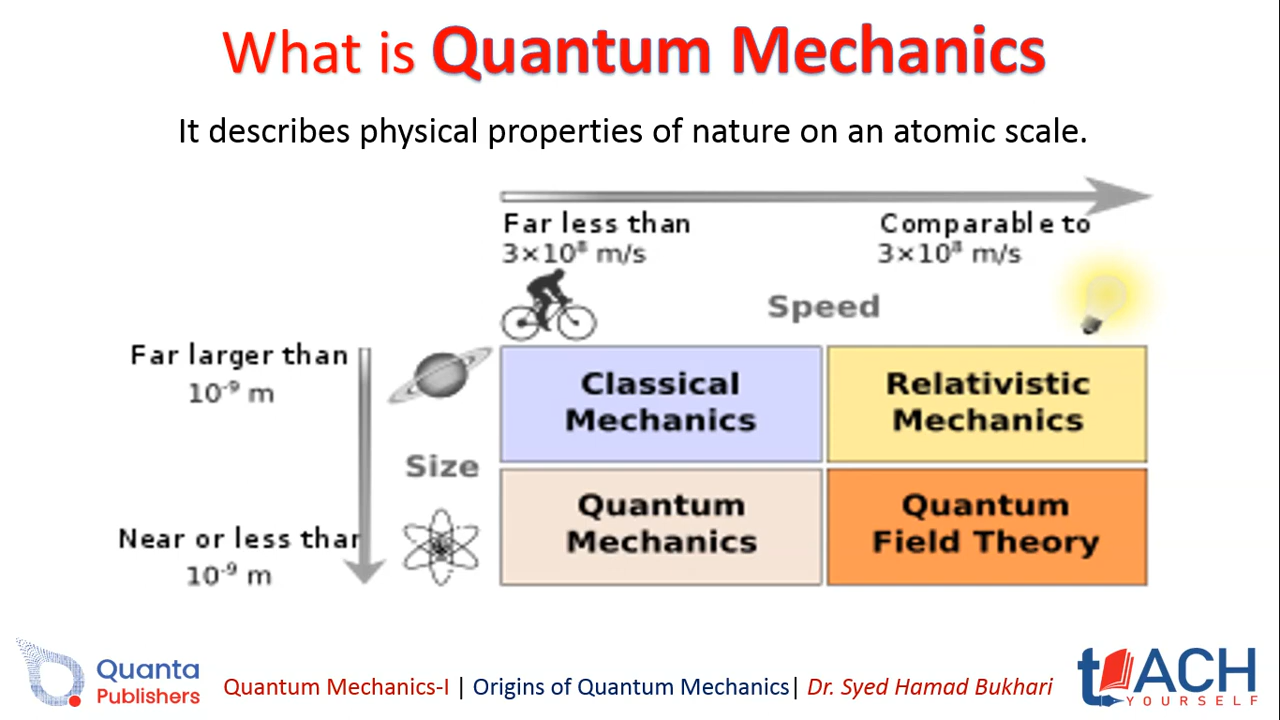 What is Quantum Mechanics
It describes physical properties of nature on an atomic scale.
Far less than
3×10⁸ m/s
Comparable to
3×10⁸ m/s
Speed
Far larger than
10⁻⁹ m
Size
Near or less than
10⁻⁹ m
Classical
Mechanics
Relativistic
Mechanics
Quantum
Mechanics
Quantum
Field Theory
Quanta
Publishers
Quantum Mechanics-I | Origins of Quantum Mechanics| Dr. Syed Hamad Bukhari
tEACH
YOURSELF